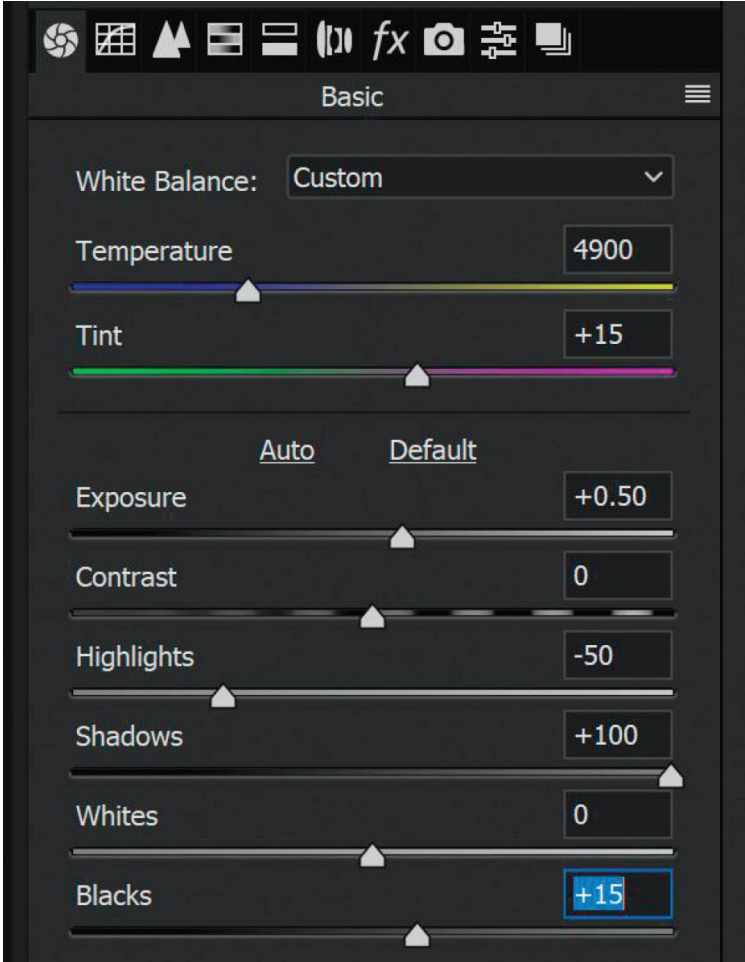 fx
Basic
White Balance: Custom
Temperature 4900
Tint +15
Auto Default
Exposure +0.50
Contrast 0
Highlights -50
Shadows +100
Whites 0
Blacks +15